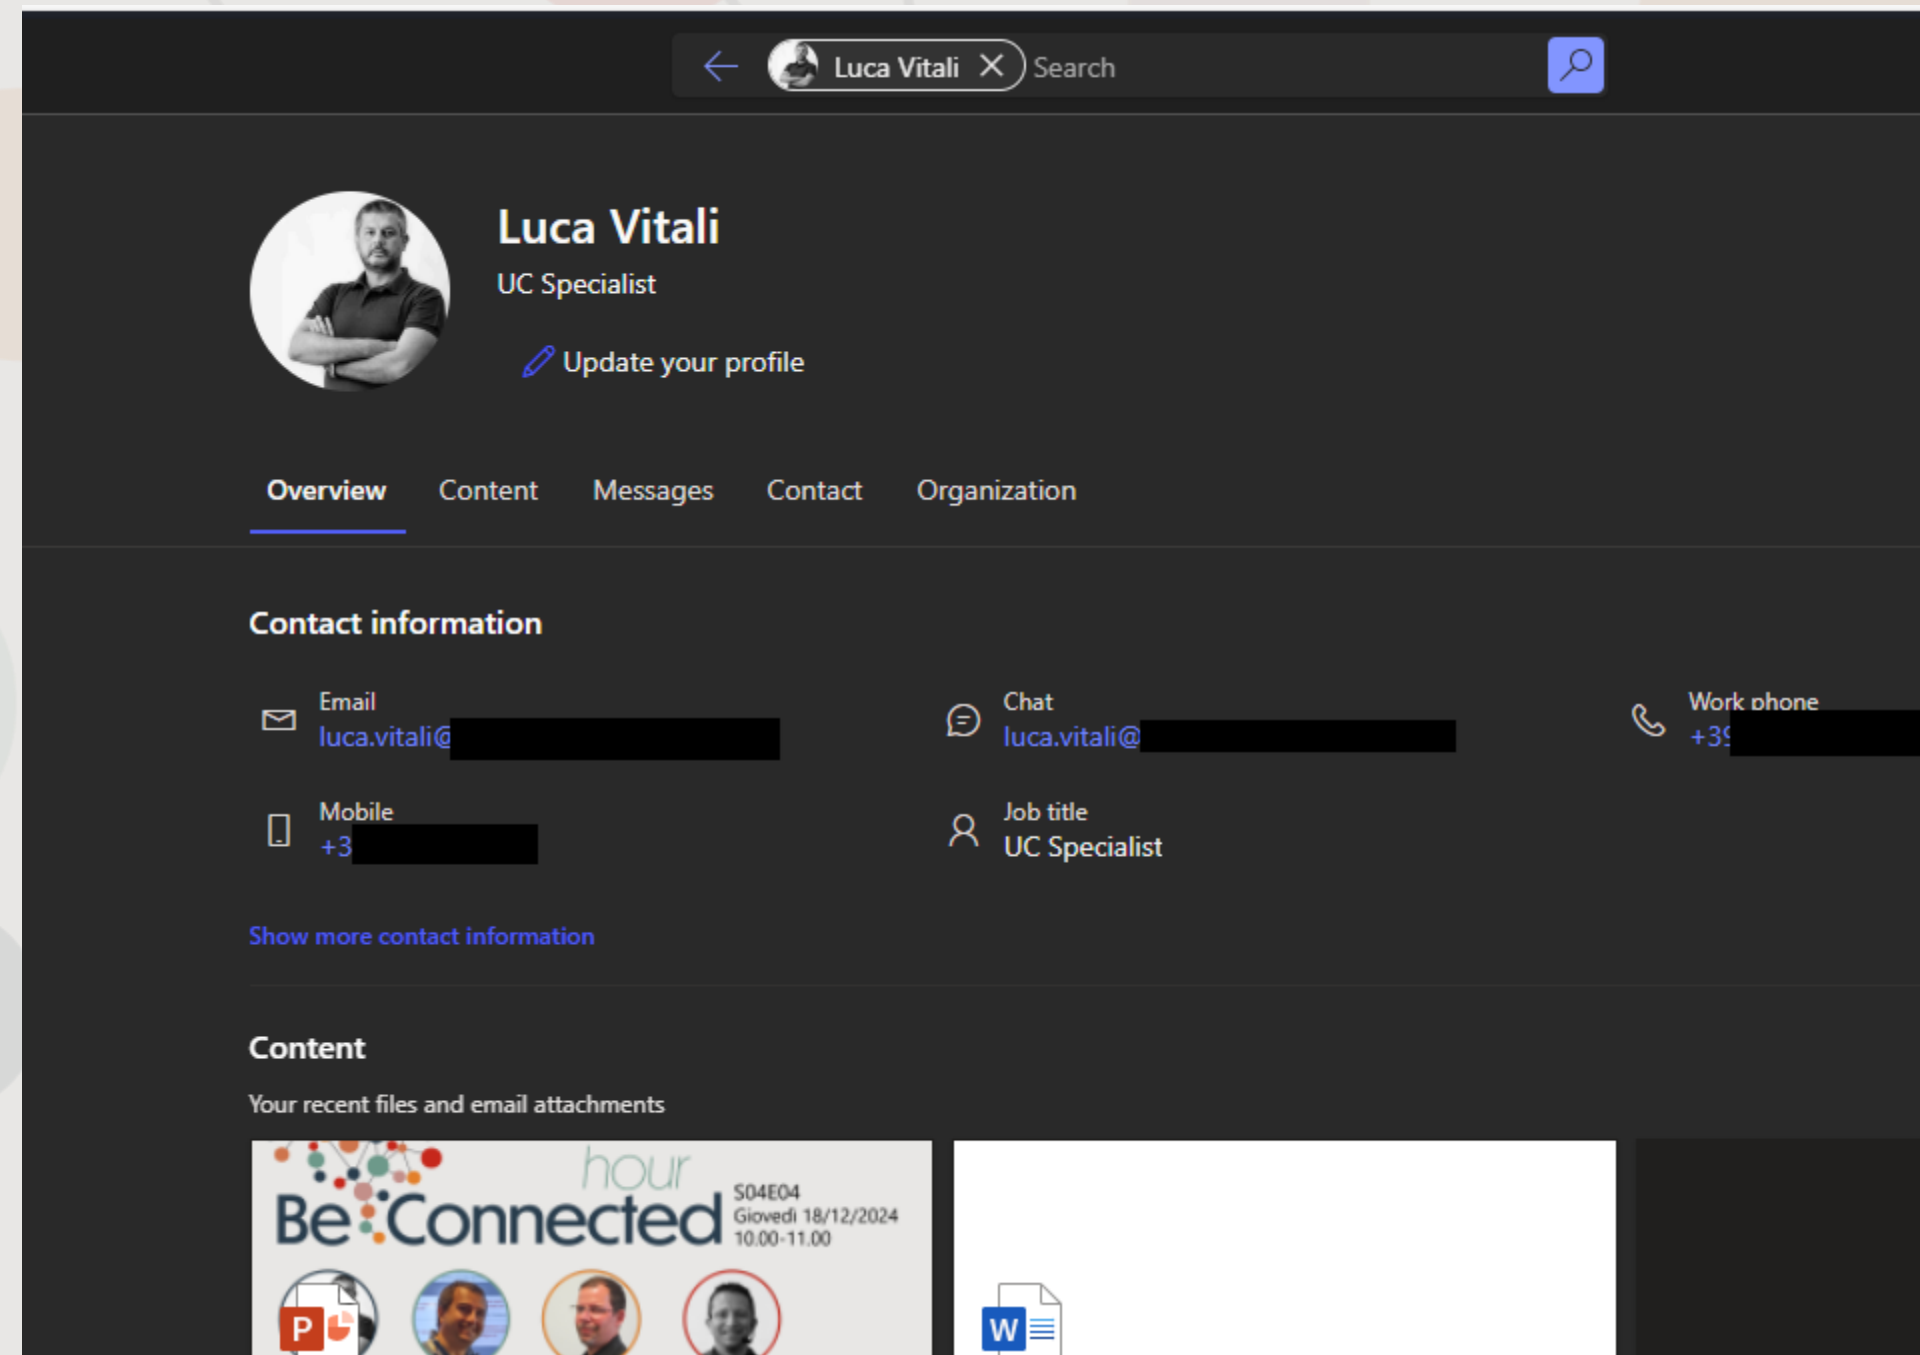 Luca Vitali Search
Luca Vitali
UC Specialist
Update your profile
Overview Content Messages Contact Organization
Contact information
Email
luca.vitali@
Chat
luca.vitali@
Work phone
+39
Mobile
+3
Job title
UC Specialist
Show more contact information
Content
Your recent files and email attachments
hour
Be Connected
S04E04
Giovedì 18/12/2024
10.00-11.00
P
W